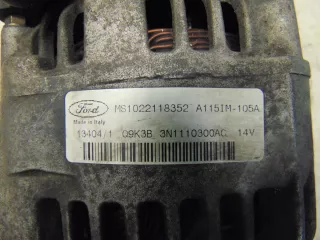 Ford
MS1022118352 A115IM-105A
Made in Italy
13404/1 09K3B 3N1110300AC 14V